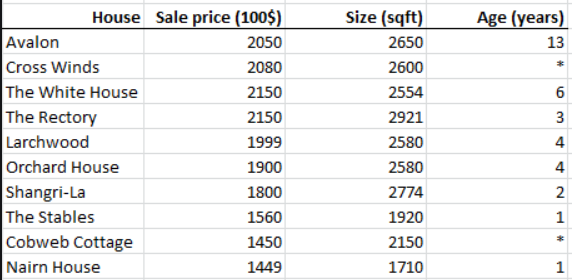 House Sale price (100$) Size (sqft) Age (years)
Avalon 2050 2650 13
Cross Winds 2080 2600 *
The White House 2150 2554 6
The Rectory 2150 2921 3
Larchwood 1999 2580 4
Orchard House 1900 2580 4
Shangri-La 1800 2774 2
The Stables 1560 1920 1
Cobweb Cottage 1450 2150 *
Nairn House 1449 1710 1